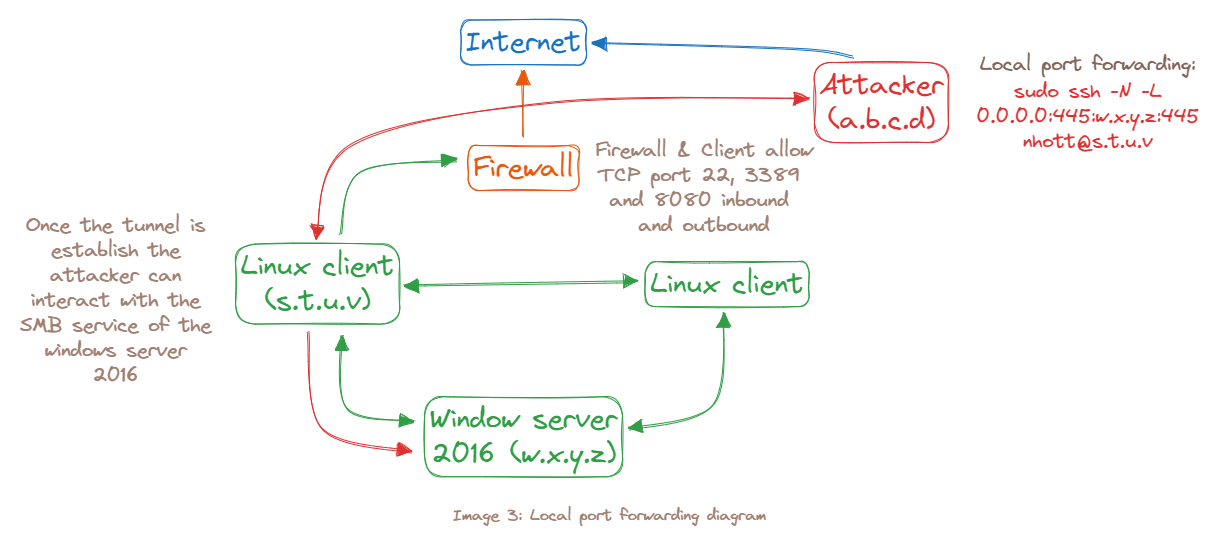 Internet
Attacker
(a.b.c.d)
Local port forwarding:
sudo ssh -N -L
0.0.0.0:445:w.x.y.z:445
nhott@s.t.u.v
Firewall
Firewall & Client allow
TCP port 22, 3389
and 8080 inbound
and outbound
Once the tunnel is
establish the
attacker can
interact with the
SMB service of the
windows server
2016
Linux client
(s.t.u.v)
Linux client
Window server
2016 (w.x.y.z)
Image 3: Local port forwarding diagram